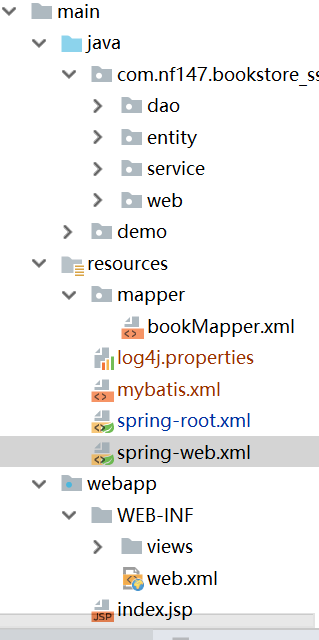 main
java
com.nf147.bookstore_ss
dao
entity
service
web
demo
resources
mapper
bookMapper.xml
log4j.properties
mybatis.xml
spring-root.xml
spring-web.xml
webapp
WEB-INF
views
web.xml
index.jsp